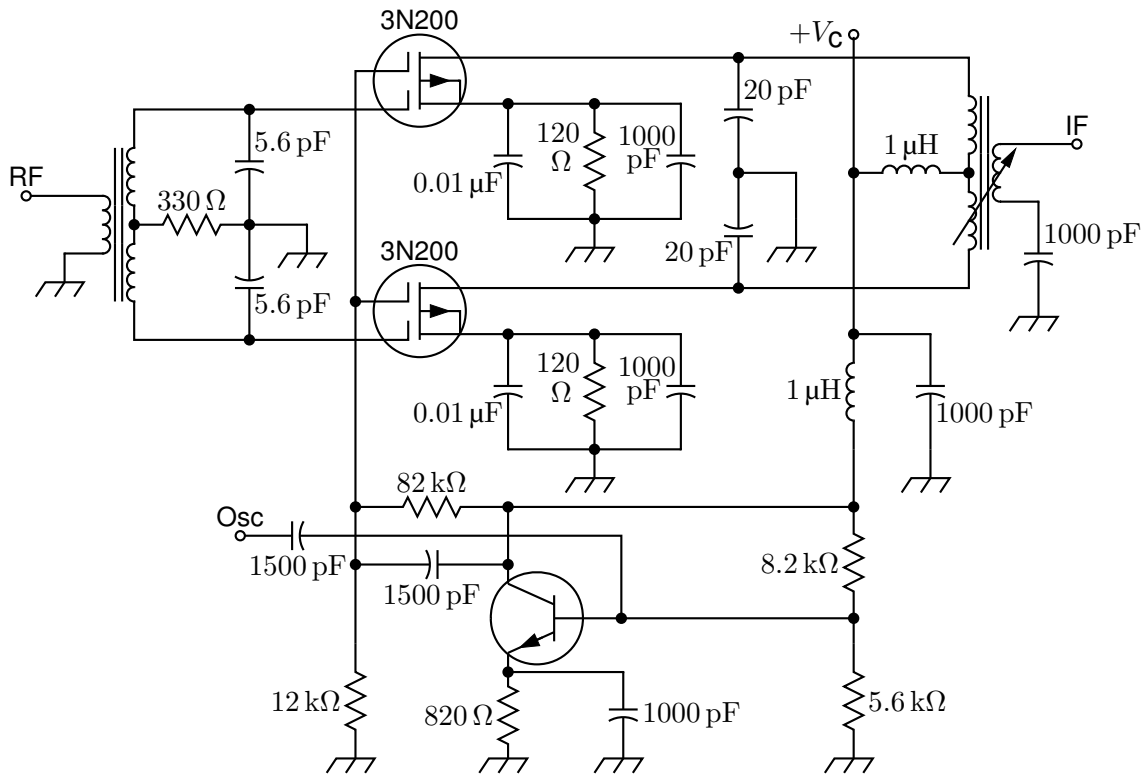 3N200
+V_C
5.6 pF
20 pF
120
Ω
1000
pF
0.01 µF
1 µH
IF
RF
330 Ω
1000 pF
3N200
20 pF
5.6 pF
120
Ω
1000
pF
0.01 µF
1 µH
1000 pF
82 kΩ
Osc
1500 pF
1500 pF
8.2 kΩ
12 kΩ
820 Ω
1000 pF
5.6 kΩ